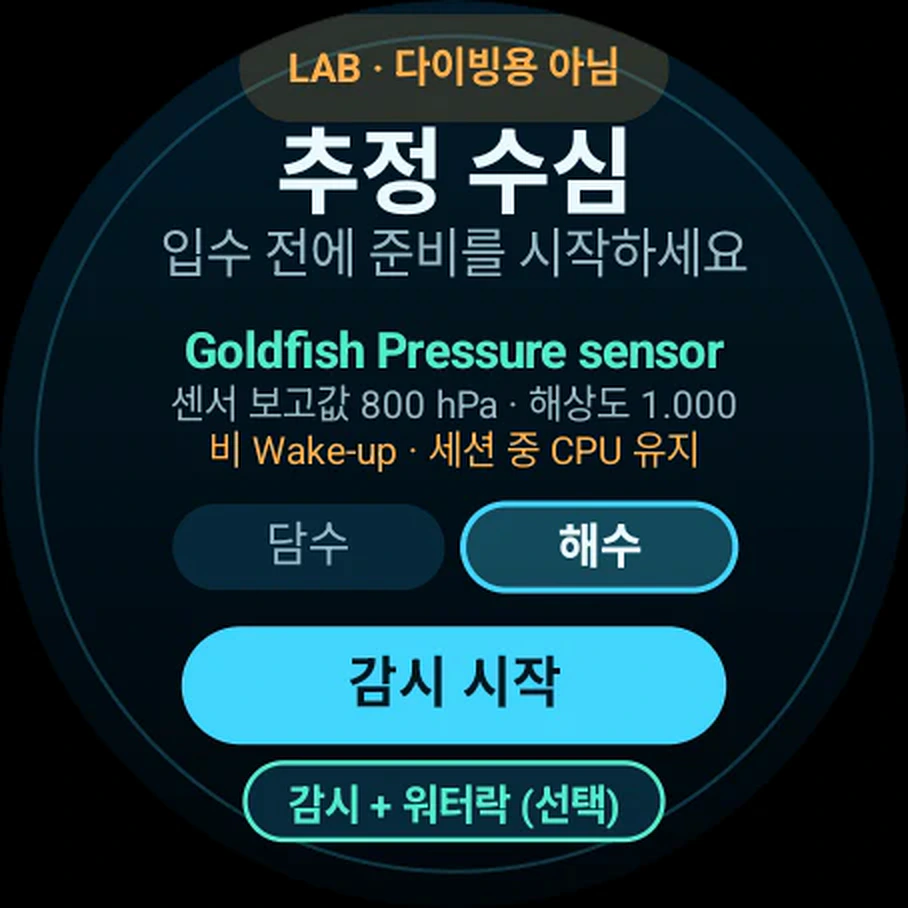 LAB · 다이빙용 아님
추정 수심
입수 전에 준비를 시작하세요
Goldfish Pressure sensor
센서 보고값 800 hPa · 해상도 1.000
비 Wake-up · 세션 중 CPU 유지
담수 해수
감시 시작
감시 + 워터락 (선택)